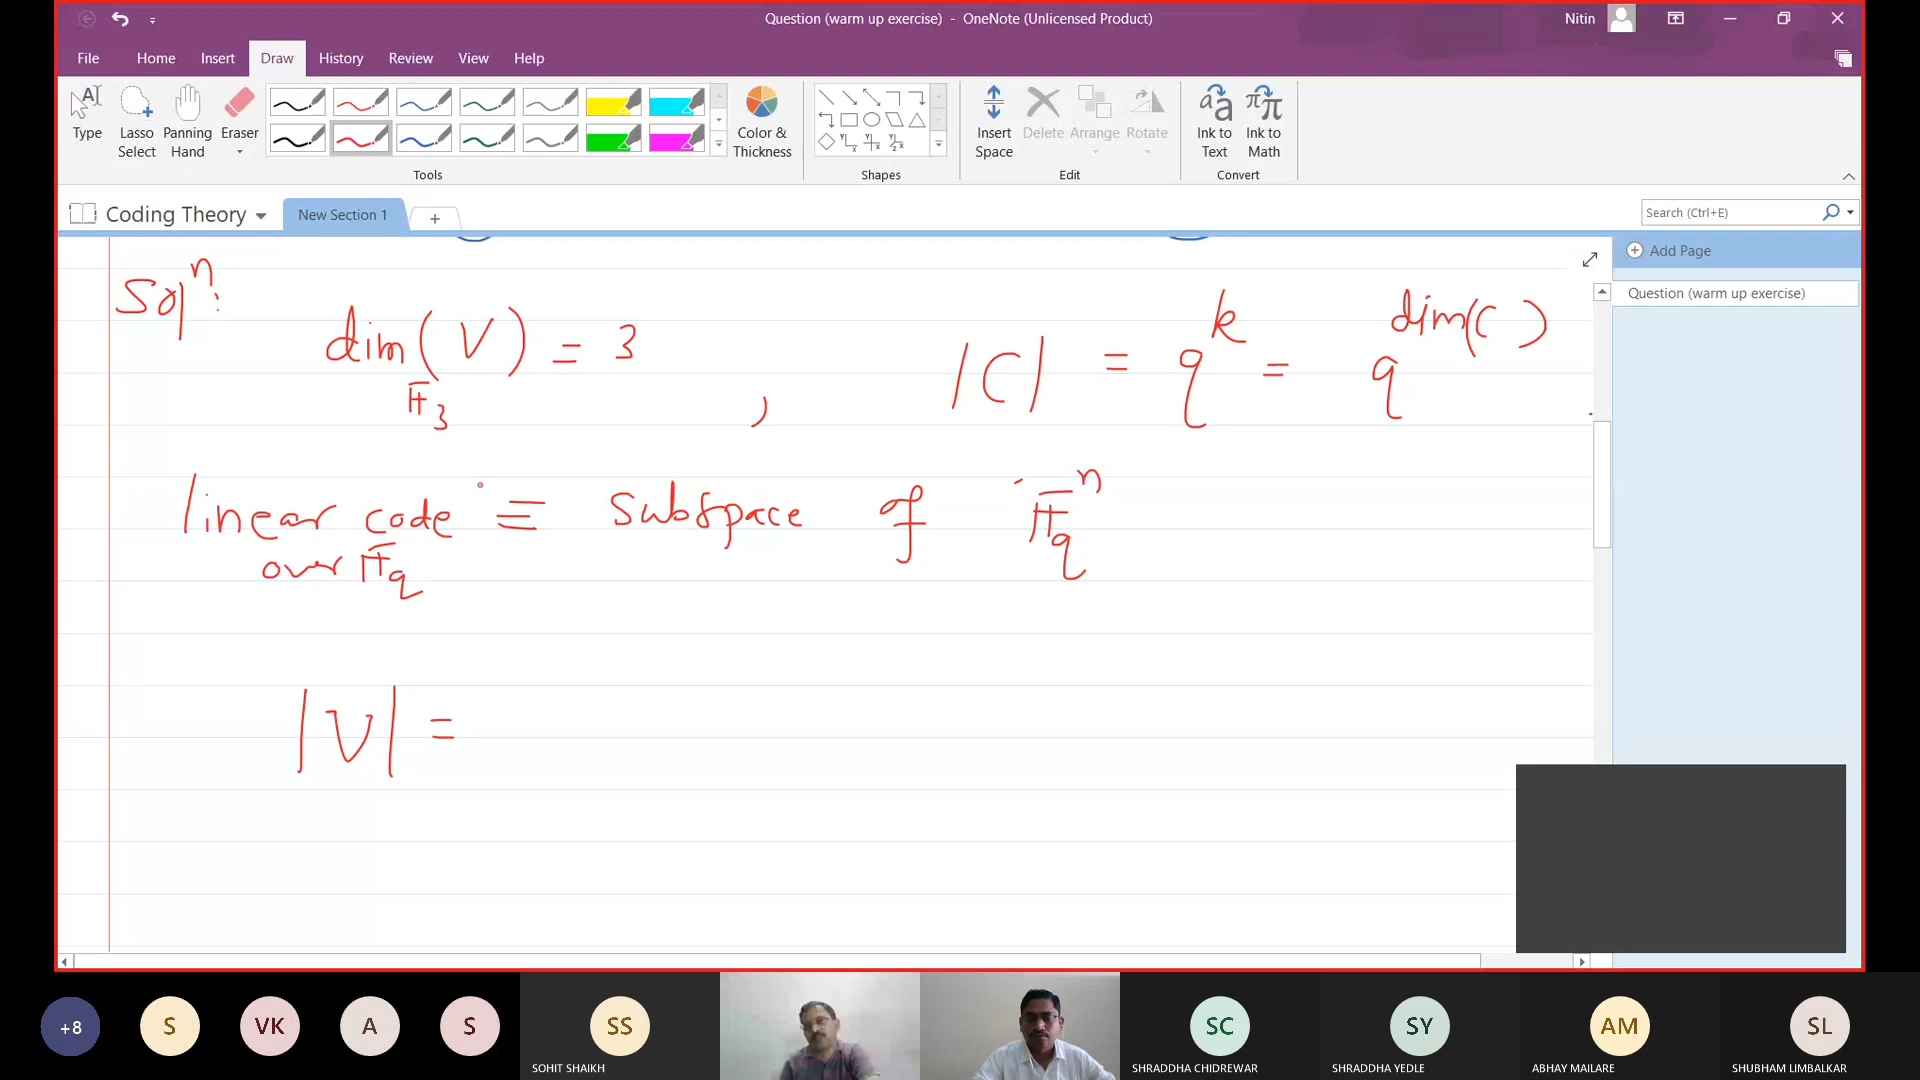 Question (warm up exercise) - OneNote (Unlicensed Product)
Nitin
File Home Insert Draw History Review View Help
Type
Lasso Select
Panning Hand
Eraser
Color & Thickness
Insert Space
Delete
Arrange
Rotate
Ink to Text
Ink to Math
Tools
Shapes
Edit
Convert
Coding Theory
New Section 1
Search (Ctrl+E)
Add Page
Question (warm up exercise)
Solⁿ:
dim_{𝔽_3}(V) = 3 , |C| = q^k = q^{dim(C)}
linear code ≡ subspace of 𝔽_q^n
over 𝔽_q
|V| =
+8
S
VK
A
S
SS
SC
SY
AM
SL
SOHIT SHAIKH
SHRADDHA CHIDREWAR
SHRADDHA YEDLE
ABHAY MAILARE
SHUBHAM LIMBALKAR